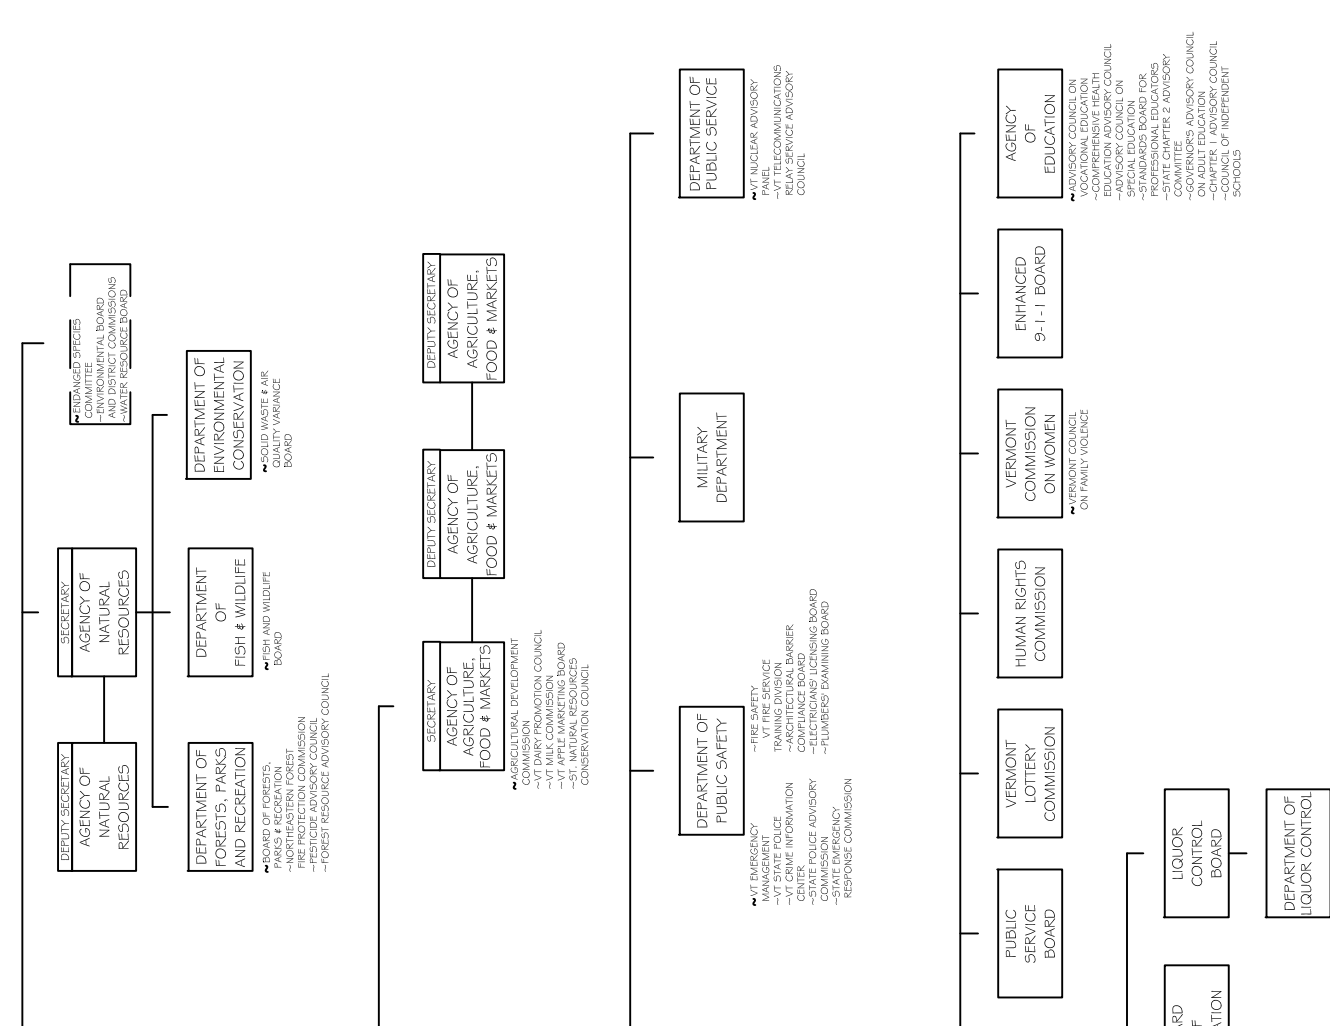 ~ENDANGED SPECIES
COMMITTEE
~ENVIRONMENTAL BOARD
AND DISTRICT COMMISSIONS
~WATER RESOURCE BOARD
DEPUTY SECRETARY
AGENCY OF
NATURAL
RESOURCES
SECRETARY
AGENCY OF
NATURAL
RESOURCES
DEPARTMENT OF
FORESTS, PARKS
AND RECREATION
~BOARD OF FORESTS,
PARKS & RECREATION
~NORTHEASTERN FOREST
FIRE PROTECTION COMMISSION
~PESTICIDE ADVISORY COUNCIL
~FOREST RESOURCE ADVISORY COUNCIL
DEPARTMENT
OF
FISH & WILDLIFE
~FISH AND WILDLIFE
BOARD
DEPARTMENT OF
ENVIRONMENTAL
CONSERVATION
~SOLID WASTE & AIR
QUALITY VARIANCE
BOARD
SECRETARY
AGENCY OF
AGRICULTURE,
FOOD & MARKETS
~AGRICULTURAL DEVELOPMENT
COMMISSION
~VT DAIRY PROMOTION COUNCIL
~VT MILK COMMISSION
~VT APPLE MARKETING BOARD
~ST. NATURAL RESOURCES
CONSERVATION COUNCIL
DEPUTY SECRETARY
AGENCY OF
AGRICULTURE,
FOOD & MARKETS
DEPUTY SECRETARY
AGENCY OF
AGRICULTURE,
FOOD & MARKETS
DEPARTMENT OF
PUBLIC SAFETY
~VT EMERGENCY
MANAGEMENT
~VT STATE POLICE
~VT CRIME INFORMATION
CENTER
~STATE POLICE ADVISORY
COMMISSION
~STATE EMERGENCY
RESPONSE COMMISSION
~FIRE SAFETY
VT FIRE SERVICE
TRAINING DIVISION
~ARCHITECTURAL BARRIER
COMPLIANCE BOARD
~ELECTRICIANS' LICENSING BOARD
~PLUMBERS' EXAMINING BOARD
MILITARY
DEPARTMENT
DEPARTMENT OF
PUBLIC SERVICE
~VT NUCLEAR ADVISORY
PANEL
~VT TELECOMMUNICATIONS
RELAY SERVICE ADVISORY
COUNCIL
PUBLIC
SERVICE
BOARD
VERMONT
LOTTERY
COMMISSION
HUMAN RIGHTS
COMMISSION
VERMONT
COMMISSION
ON WOMEN
~VERMONT COUNCIL
ON FAMILY VIOLENCE
ENHANCED
9-1-1 BOARD
AGENCY
OF
EDUCATION
~ADVISORY COUNCIL ON
VOCATIONAL EDUCATION
~COMPREHENSIVE HEALTH
EDUCATION ADVISORY COUNCIL
~ADVISORY COUNCIL ON
SPECIAL EDUCATION
~STANDARDS BOARD FOR
PROFESSIONAL EDUCATORS
~STATE CHAPTER 2 ADVISORY
COMMITTEE
~GOVERNOR'S ADVISORY COUNCIL
ON ADULT EDUCATION
~CHAPTER 1 ADVISORY COUNCIL
~COUNCIL OF INDEPENDENT
SCHOOLS
LIQUOR
CONTROL
BOARD
DEPARTMENT OF
LIQUOR CONTROL